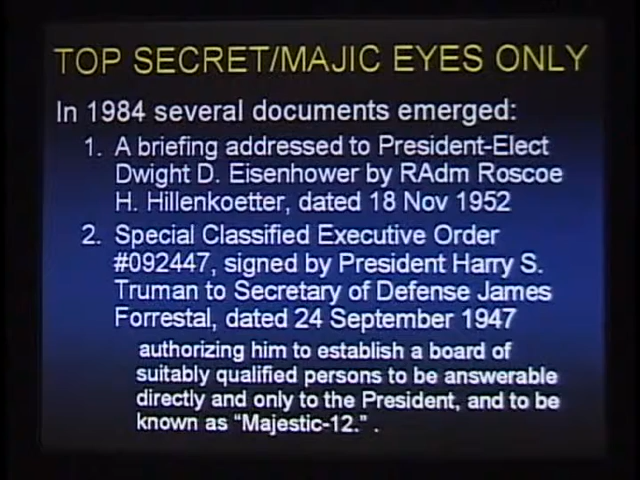 TOP SECRET/MAJIC EYES ONLY
In 1984 several documents emerged:
1. A briefing addressed to President-Elect
Dwight D. Eisenhower by RAdm Roscoe
H. Hillenkoetter, dated 18 Nov 1952
2. Special Classified Executive Order
#092447, signed by President Harry S.
Truman to Secretary of Defense James
Forrestal, dated 24 September 1947
authorizing him to establish a board of
suitably qualified persons to be answerable
directly and only to the President, and to be
known as “Majestic-12.” .